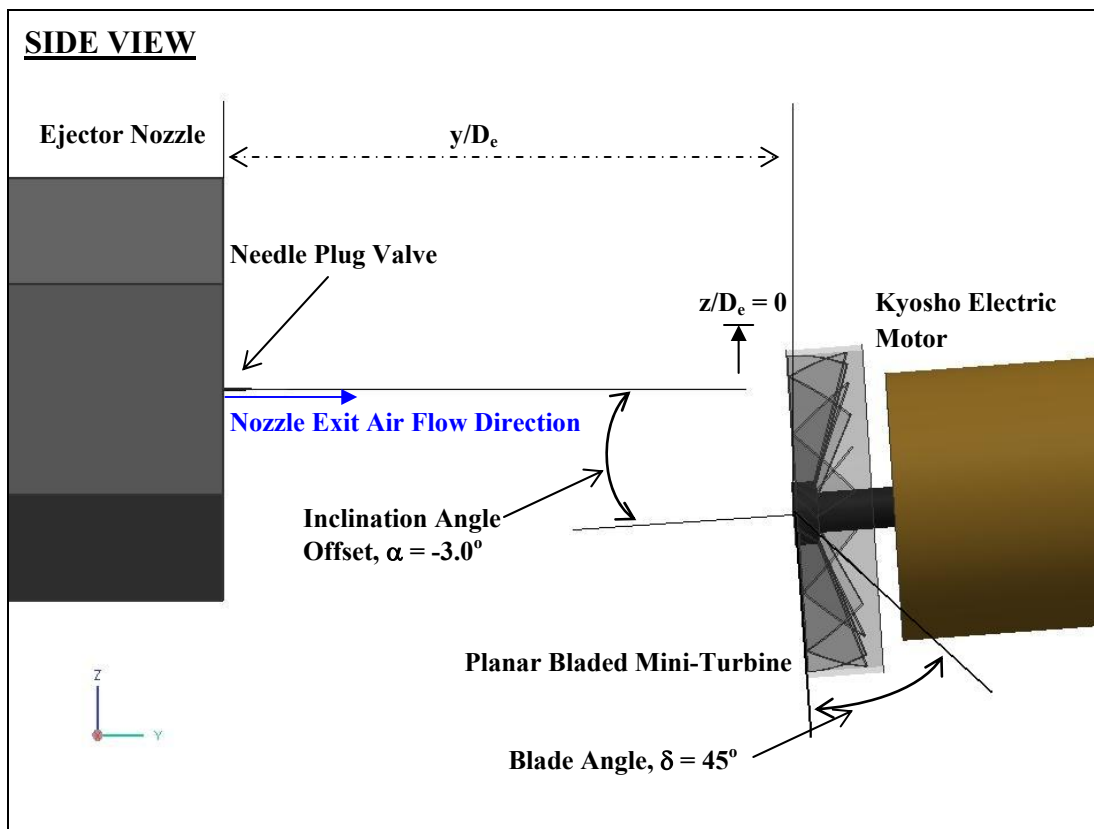 SIDE VIEW
Ejector Nozzle
y/Dₑ
Needle Plug Valve
z/Dₑ = 0
Kyosho Electric
Motor
Nozzle Exit Air Flow Direction
Inclination Angle
Offset, α = -3.0°
Planar Bladed Mini-Turbine
Blade Angle, δ = 45°
Z
X
Y